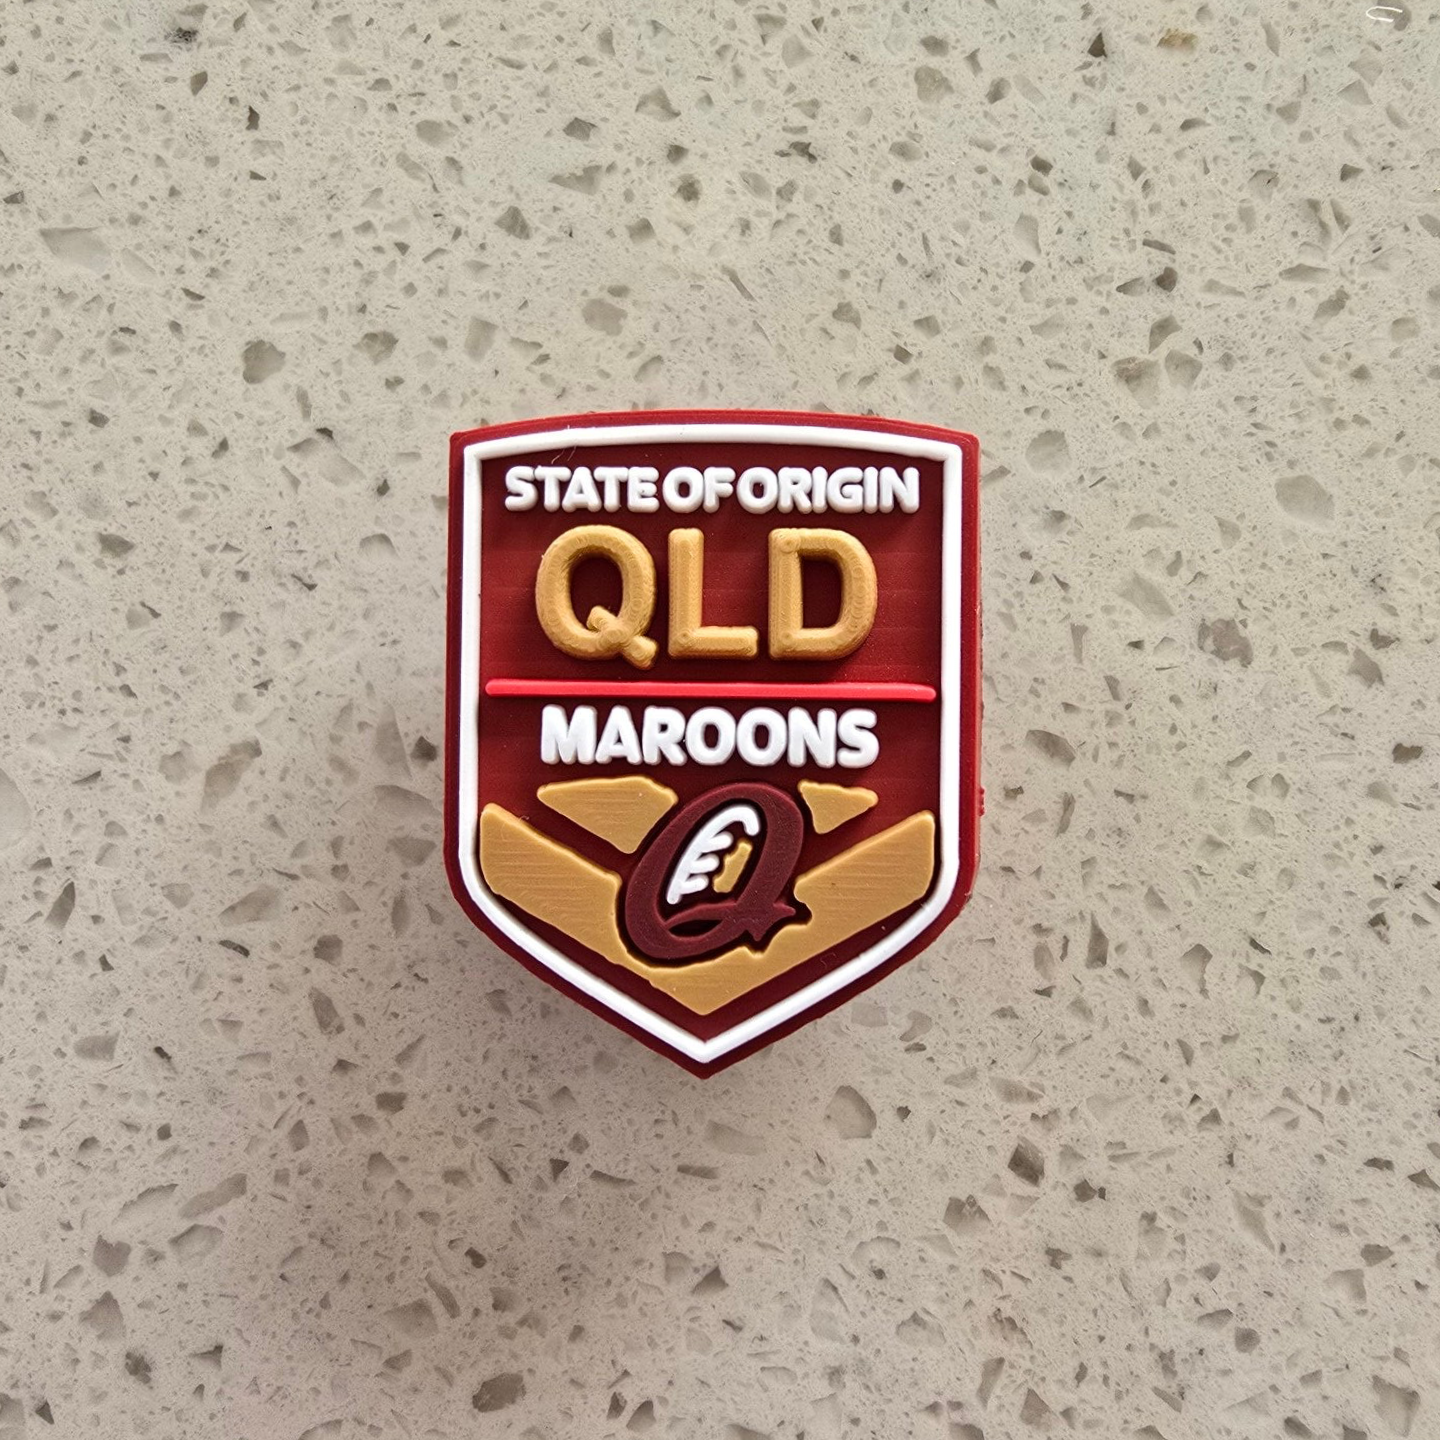 STATE OF ORIGIN
QLD
MAROONS
Q